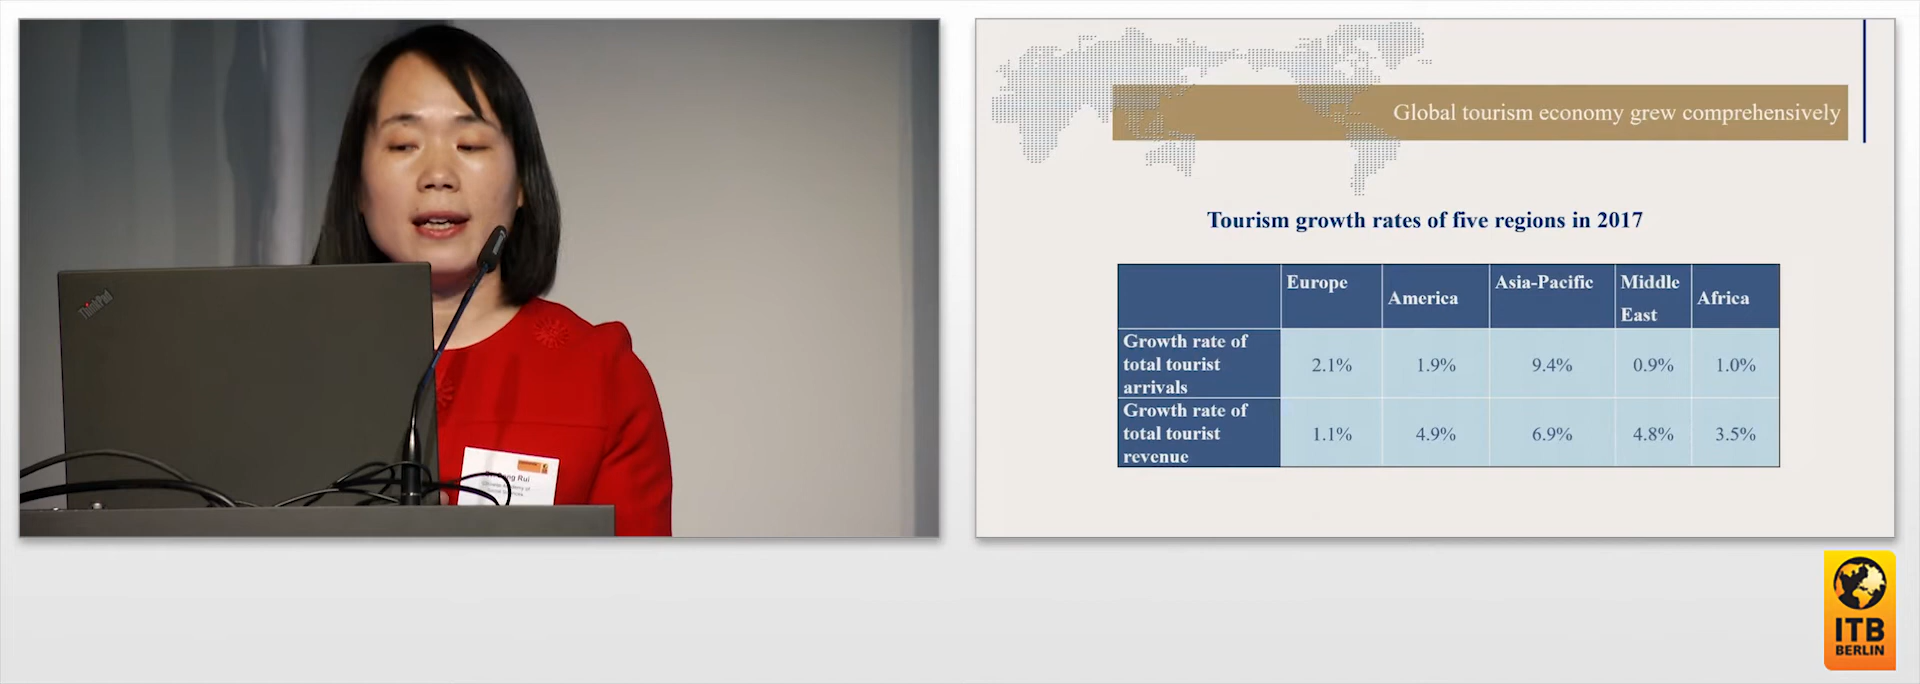 ThinkPad
Rui
Global tourism economy grew comprehensively
Tourism growth rates of five regions in 2017
Europe America Asia-Pacific Middle East Africa
Growth rate of total tourist arrivals 2.1% 1.9% 9.4% 0.9% 1.0%
Growth rate of total tourist revenue 1.1% 4.9% 6.9% 4.8% 3.5%
ITB
BERLIN